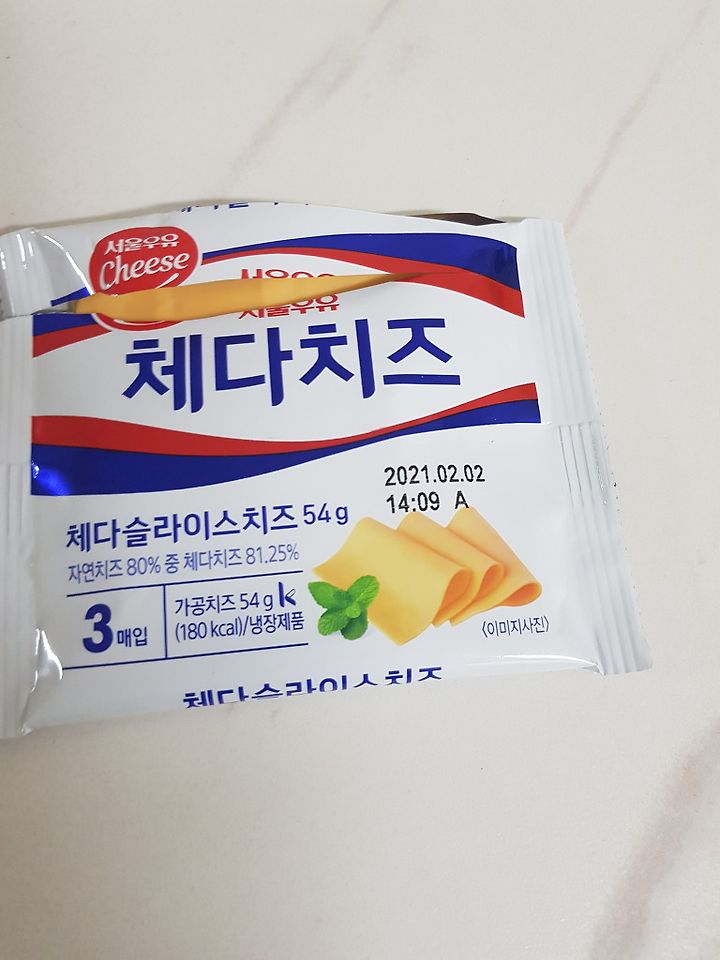 서울우유
Cheese
서울우유
체다치즈
2021.02.02
14:09 A
체다슬라이스치즈 54g
자연치즈 80% 중 체다치즈 81.25%
3매입
가공치즈 54g
(180 kcal)/냉장제품
〈이미지사진〉
체다슬라이스치즈